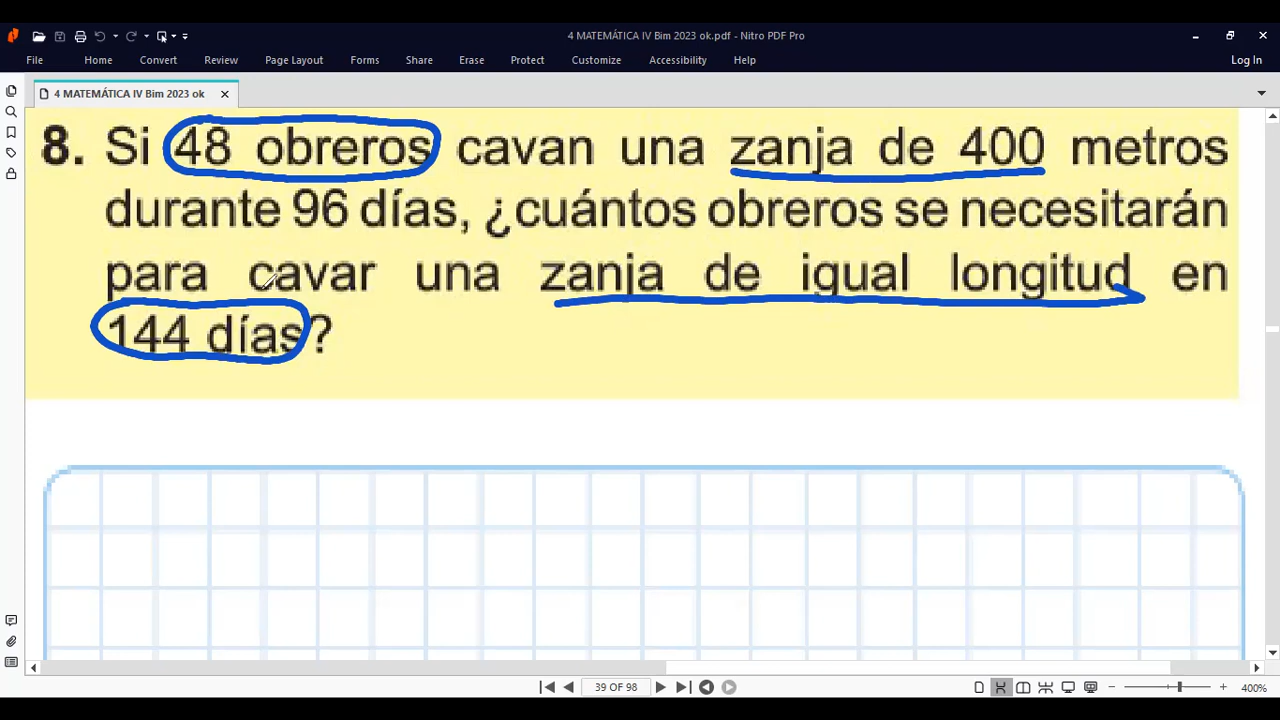 4 MATEMÁTICA IV Bim 2023 ok.pdf - Nitro PDF Pro
File Home Convert Review Page Layout Forms Share Erase Protect Customize Accessibility Help Log In
4 MATEMÁTICA IV Bim 2023 ok
8. Si 48 obreros cavan una zanja de 400 metros
durante 96 días, ¿cuántos obreros se necesitarán
para cavar una zanja de igual longitud en
144 días?
39 OF 98
400%